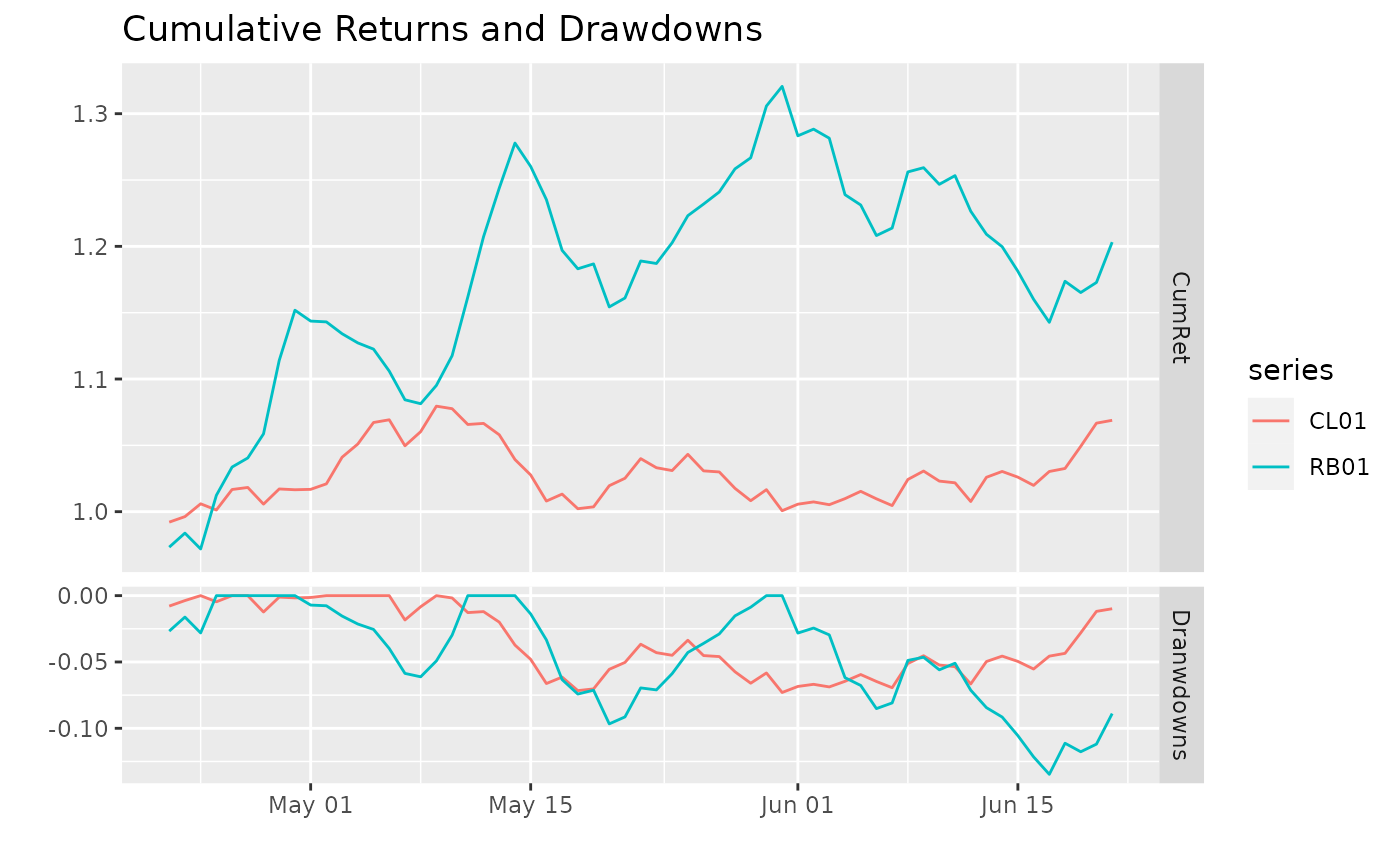 Cumulative Returns and Drawdowns
1.3
1.2
1.1
1.0
CumRet
0.00
-0.05
-0.10
Dranwdowns
May 01
May 15
Jun 01
Jun 15
series
CL01
RB01